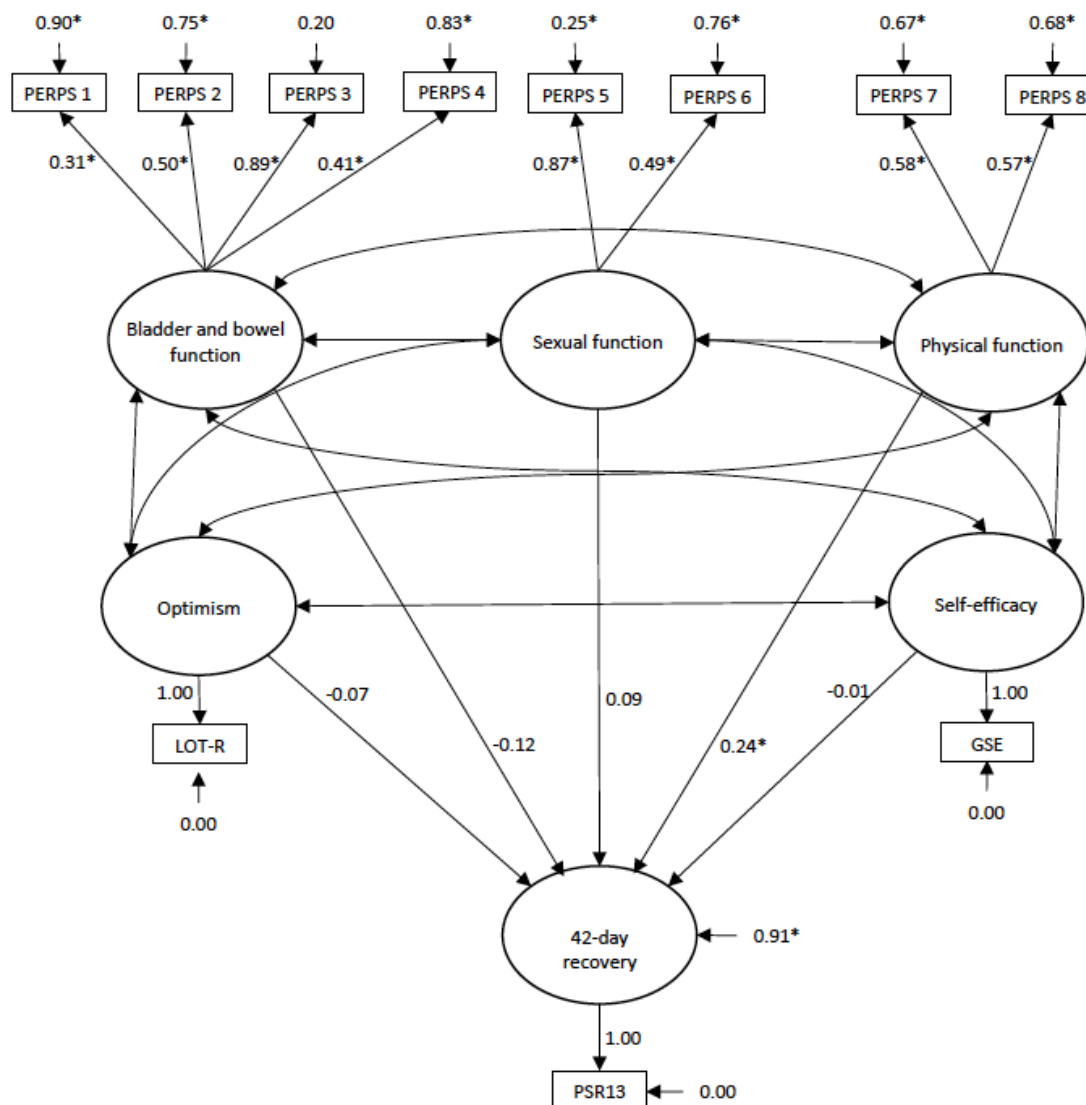 0.90* 0.75* 0.20 0.83* 0.25* 0.76* 0.67* 0.68*
PERPS 1 PERPS 2 PERPS 3 PERPS 4 PERPS 5 PERPS 6 PERPS 7 PERPS 8
0.31* 0.50* 0.89* 0.41* 0.87* 0.49* 0.58* 0.57*
Bladder and bowel
function
Sexual function
Physical function
Optimism
Self-efficacy
1.00 -0.07 0.09 -0.01 1.00
LOT-R -0.12 0.24* GSE
0.00 0.00
42-day
recovery
0.91*
1.00
PSR13 0.00